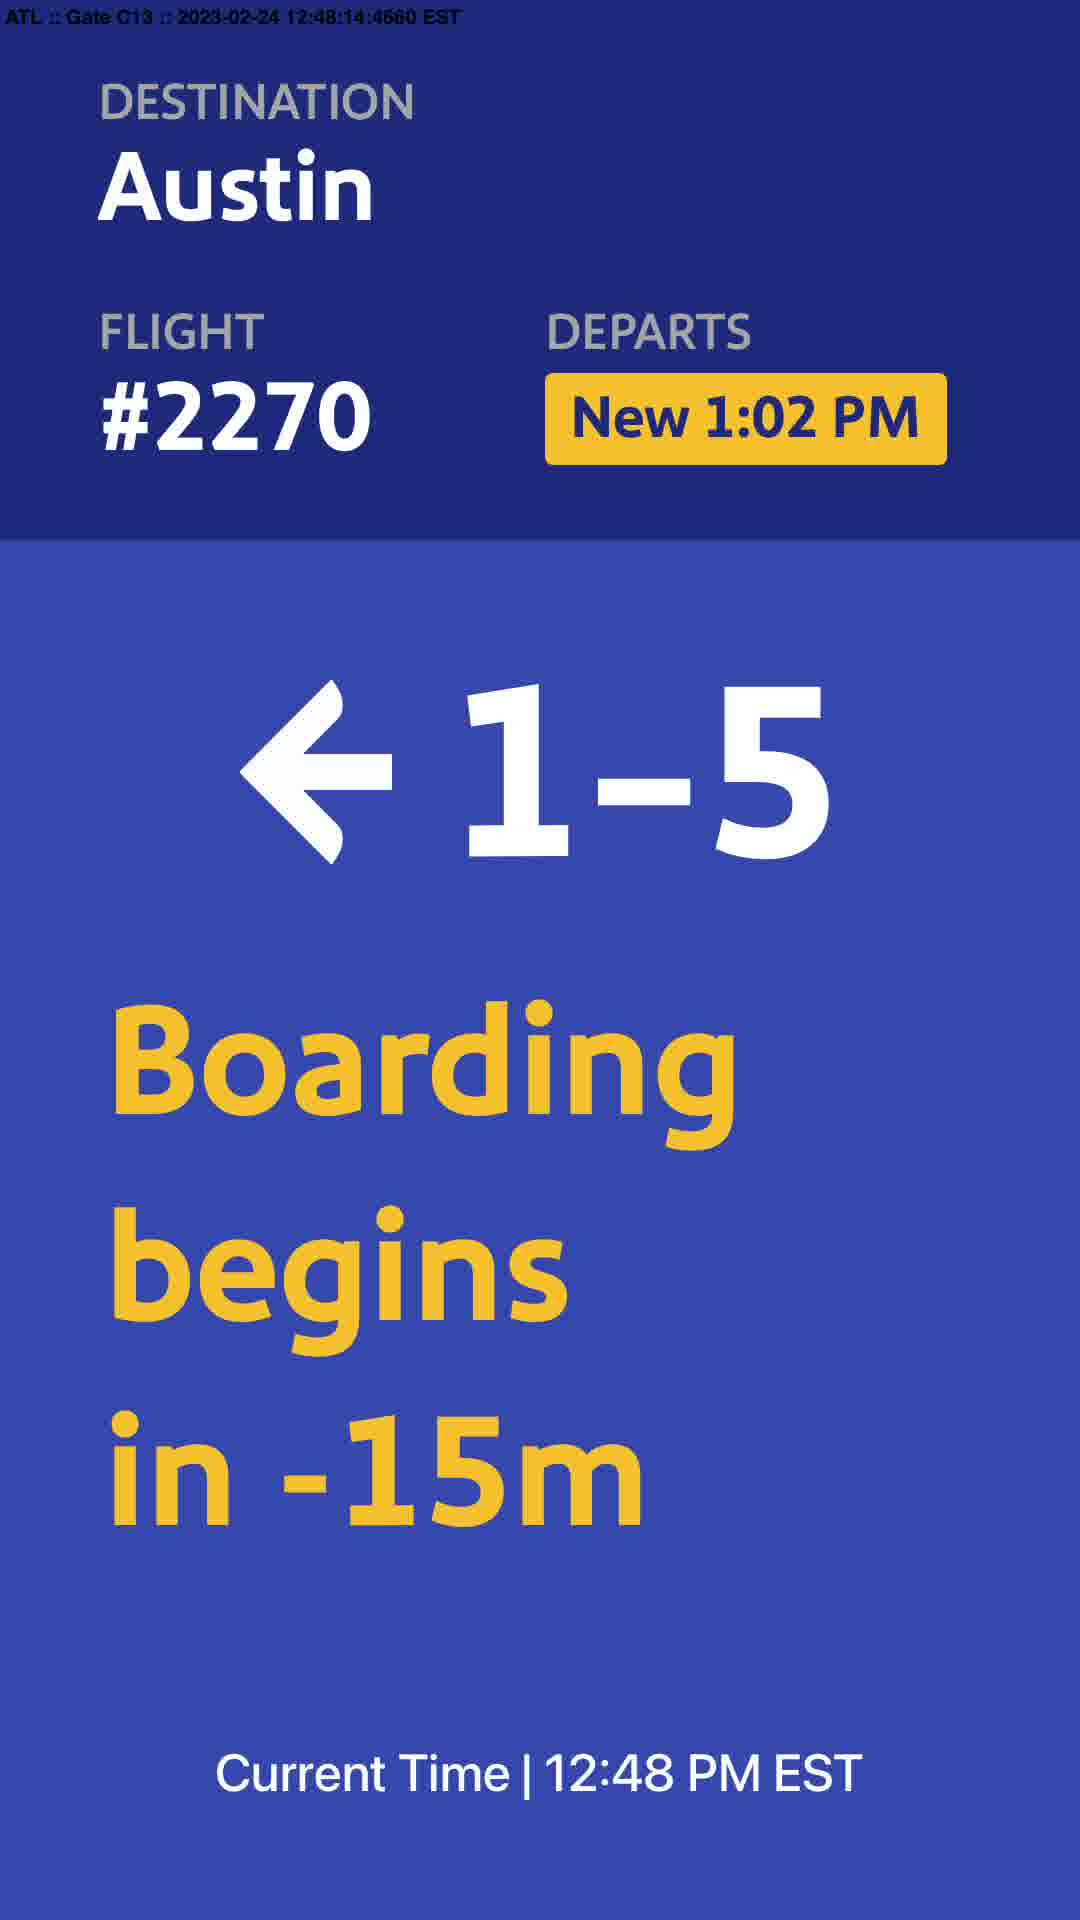 ATL :: Gate C13 :: 2023-02-24 12:48:14:4660 EST
DESTINATION
Austin
FLIGHT DEPARTS
#2270 New 1:02 PM
← 1–5
Boarding
begins
in -15m
Current Time | 12:48 PM EST